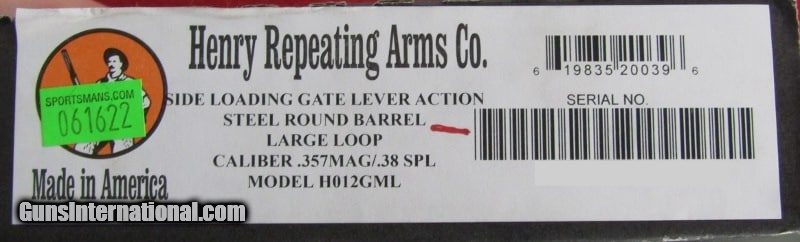 Henry Repeating Arms Co.
SPORTSMANS.COM
061622
SIDE LOADING GATE LEVER ACTION
STEEL ROUND BARREL
LARGE LOOP
CALIBER .357MAG/.38 SPL
MODEL H012GML
Made in America
6 19835 20039 6
SERIAL NO.
GunsInternational.com